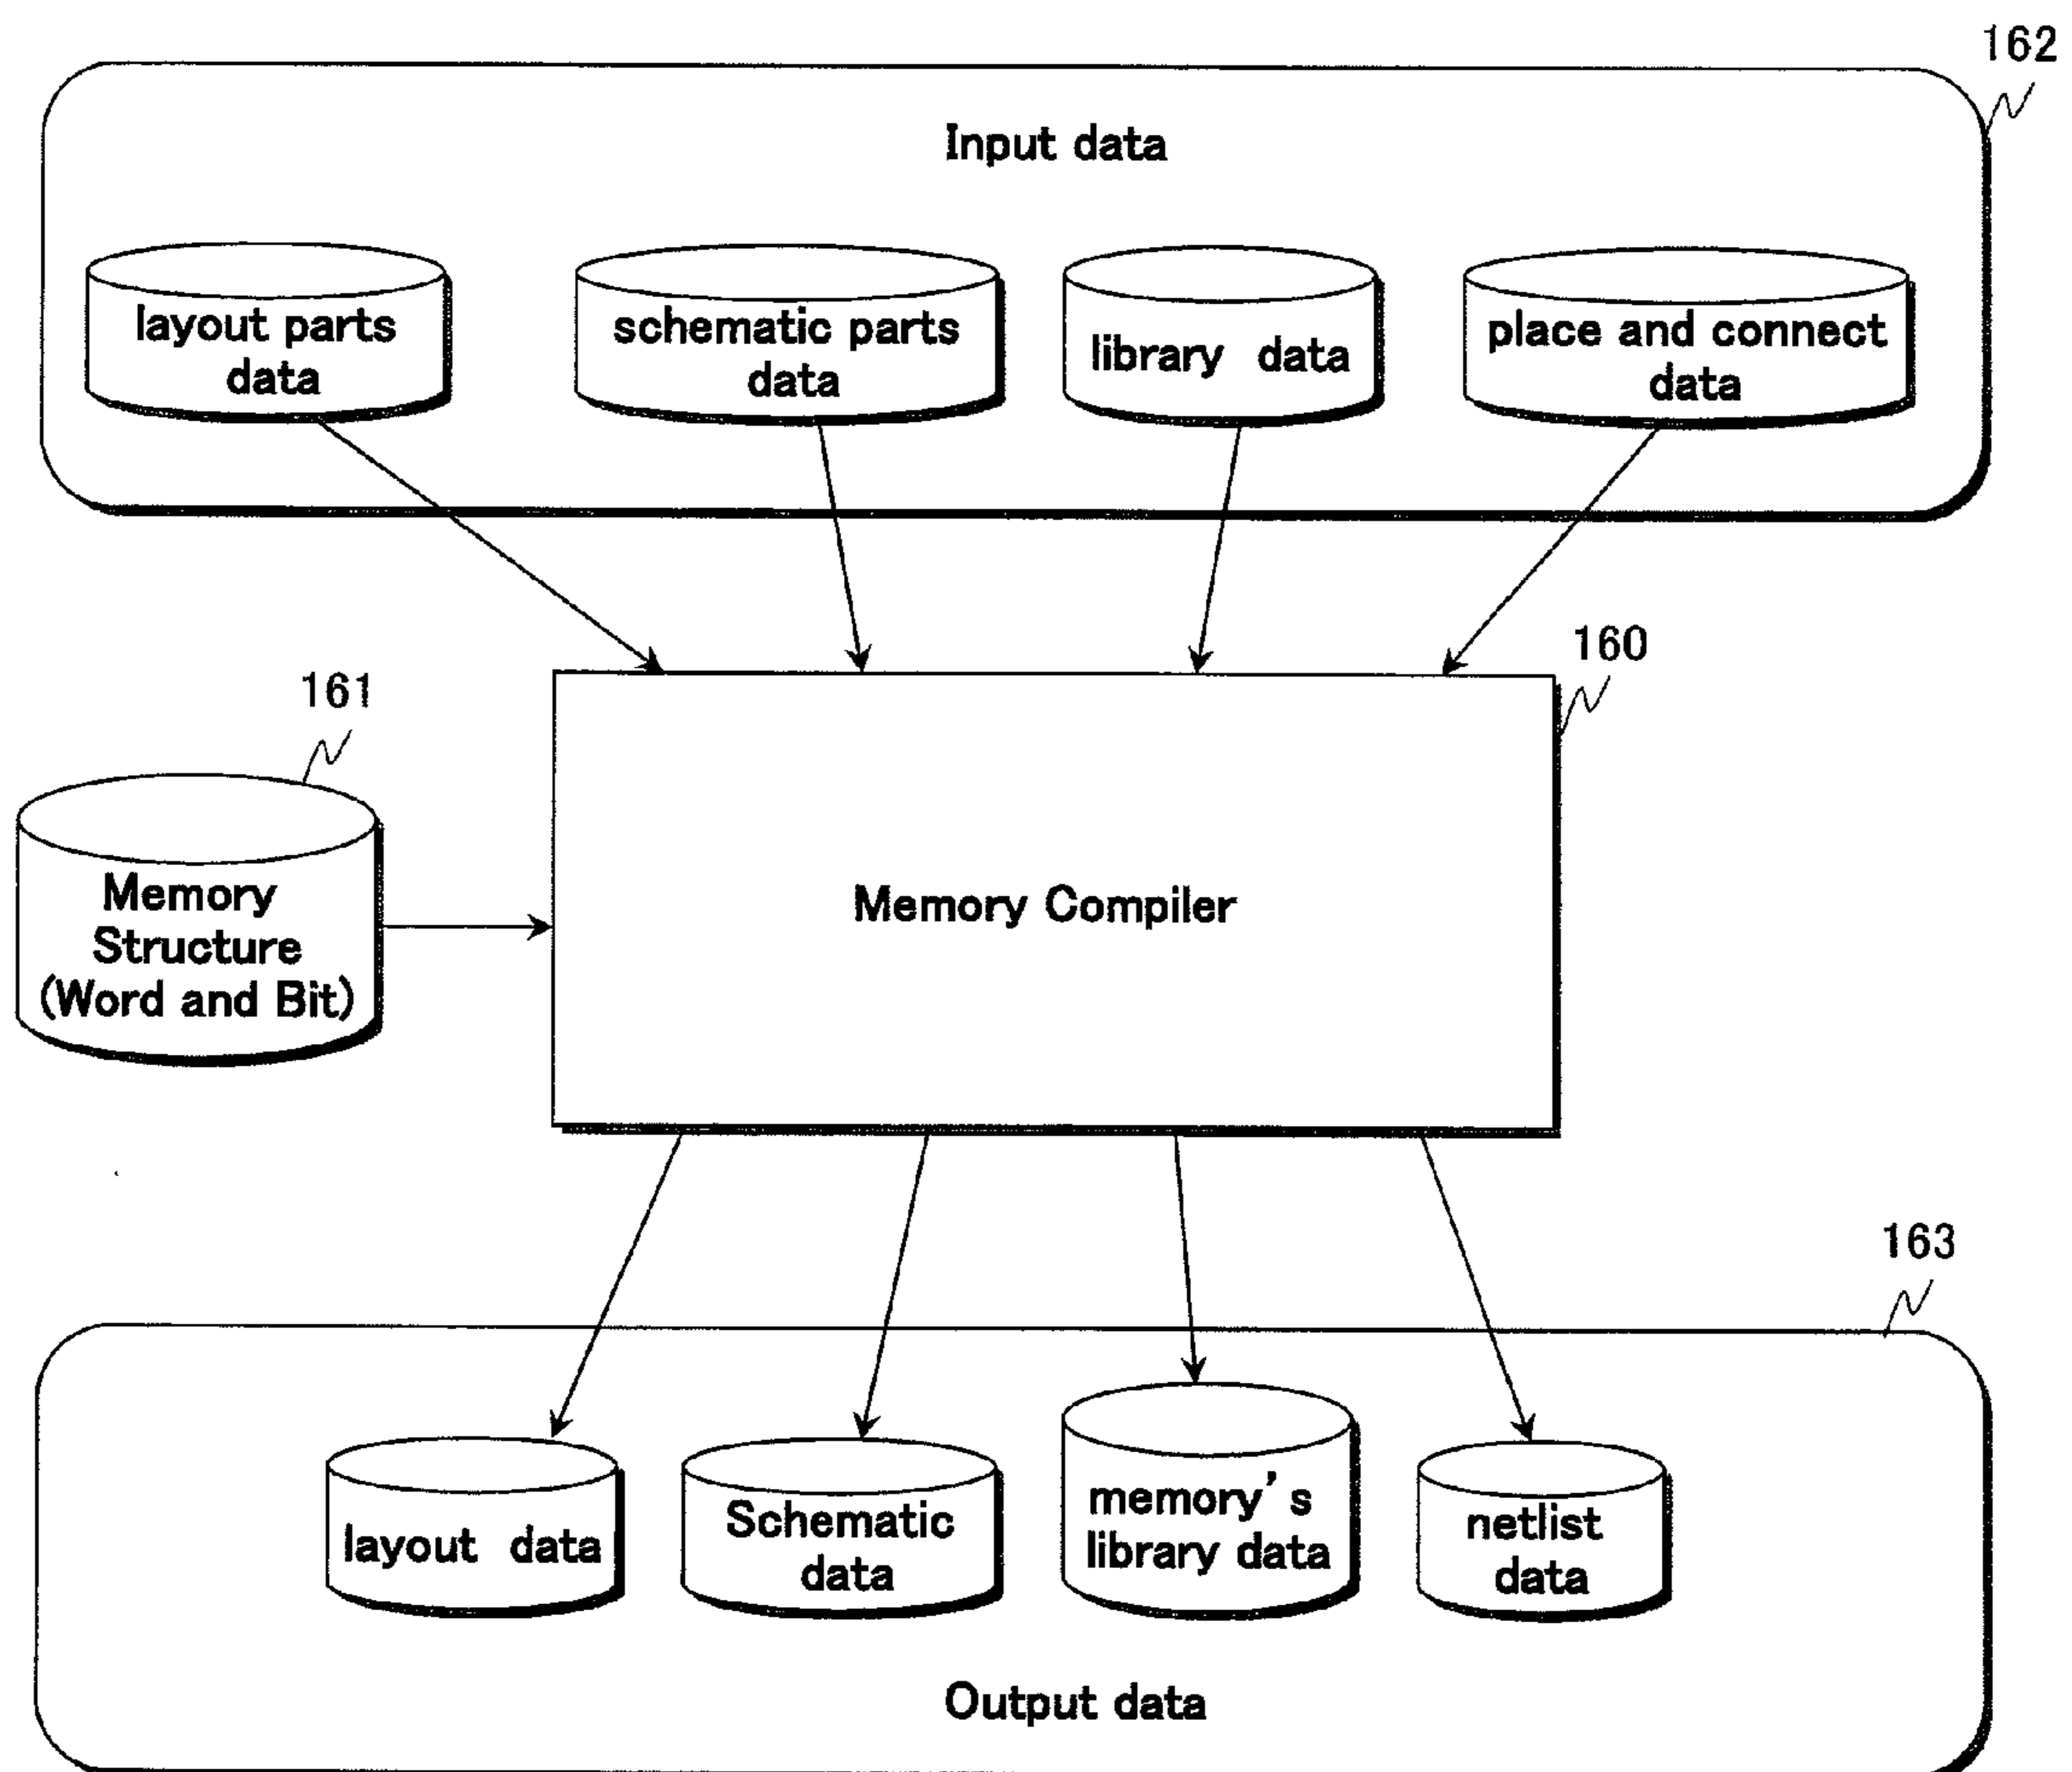 162
Input data
layout parts
data
schematic parts
data
library data
place and connect
data
160
161
Memory
Structure
(Word and Bit)
Memory Compiler
163
layout data
Schematic
data
memory's
library data
netlist
data
Output data